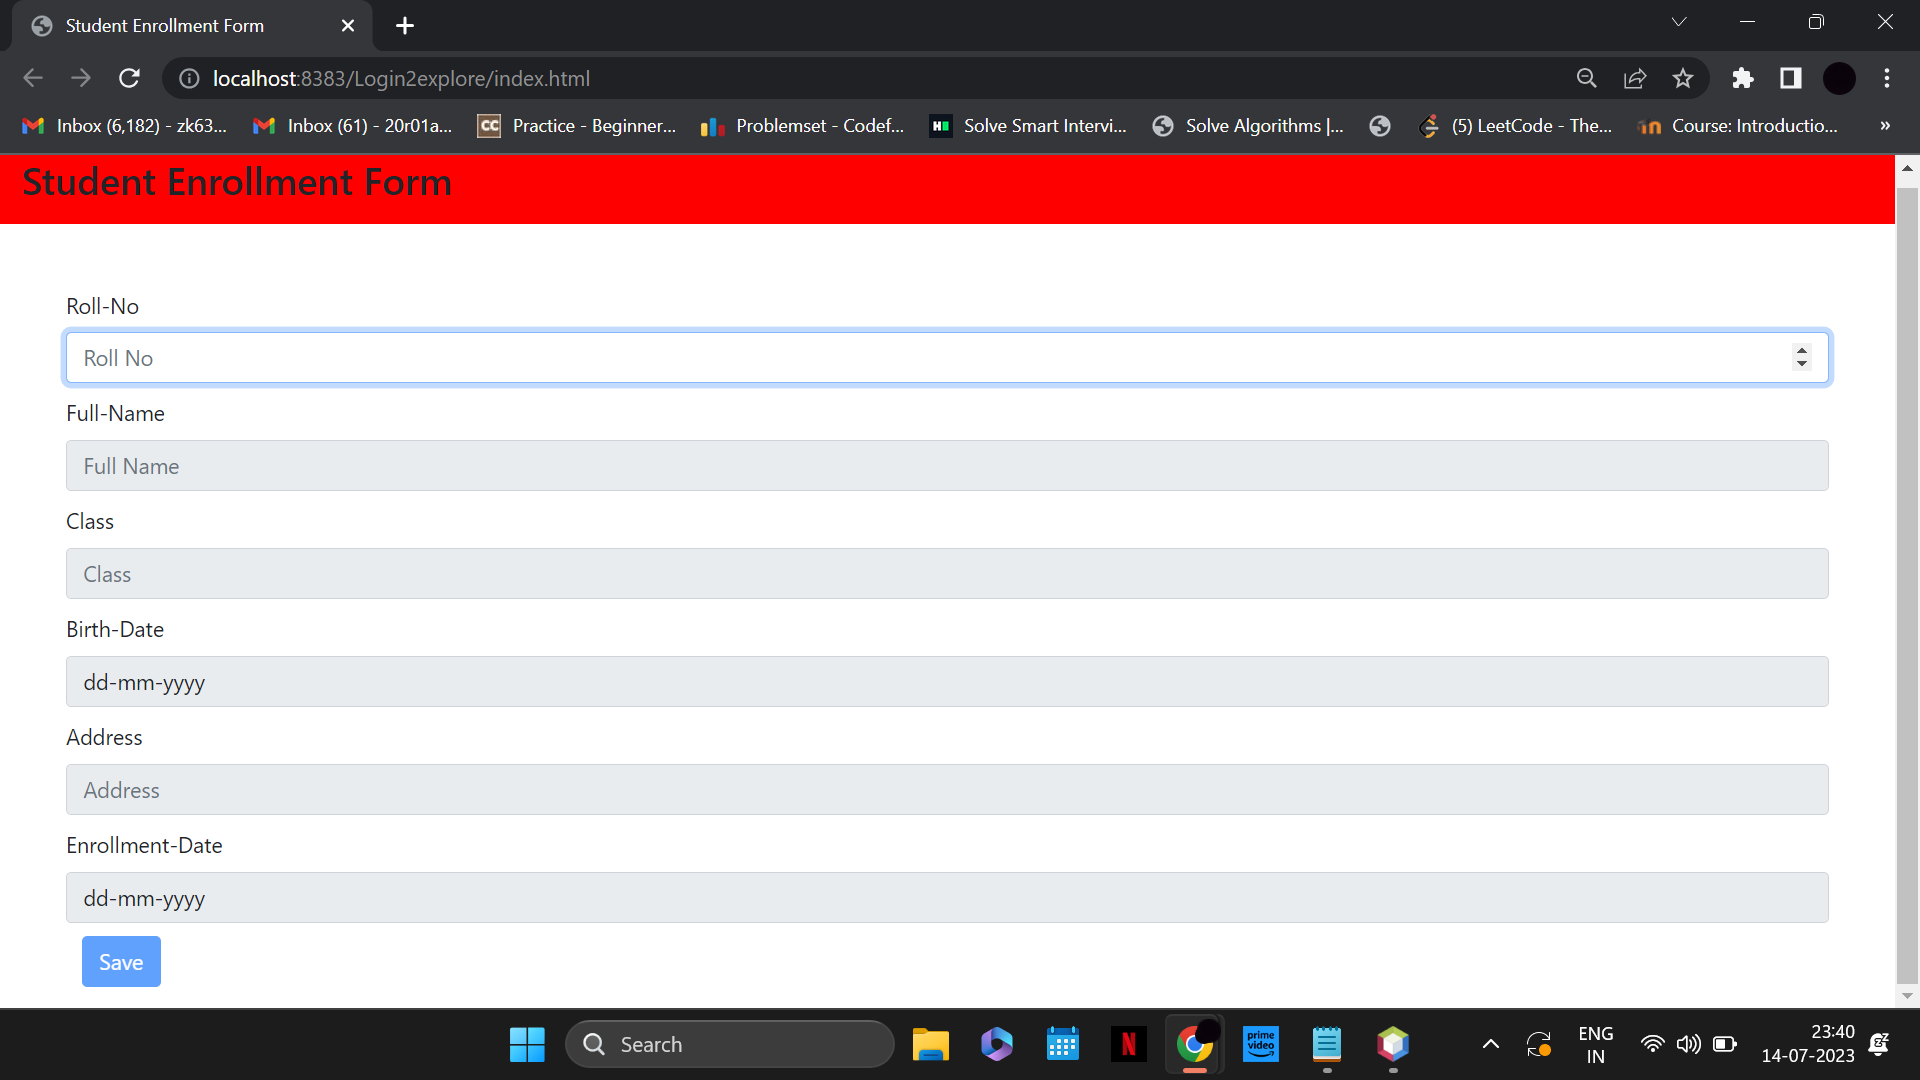 Student Enrollment Form
localhost:8383/Login2explore/index.html
Inbox (6,182) - zk63...
Inbox (61) - 20r01a...
CC
Practice - Beginner...
Problemset - Codef...
Solve Smart Intervi...
Solve Algorithms |...
(5) LeetCode - The...
Course: Introductio...
»
Student Enrollment Form
Roll-No
Roll No
Full-Name
Full Name
Class
Class
Birth-Date
dd-mm-yyyy
Address
Address
Enrollment-Date
dd-mm-yyyy
Save
Search
N
prime video
ENG
IN
23:40
14-07-2023